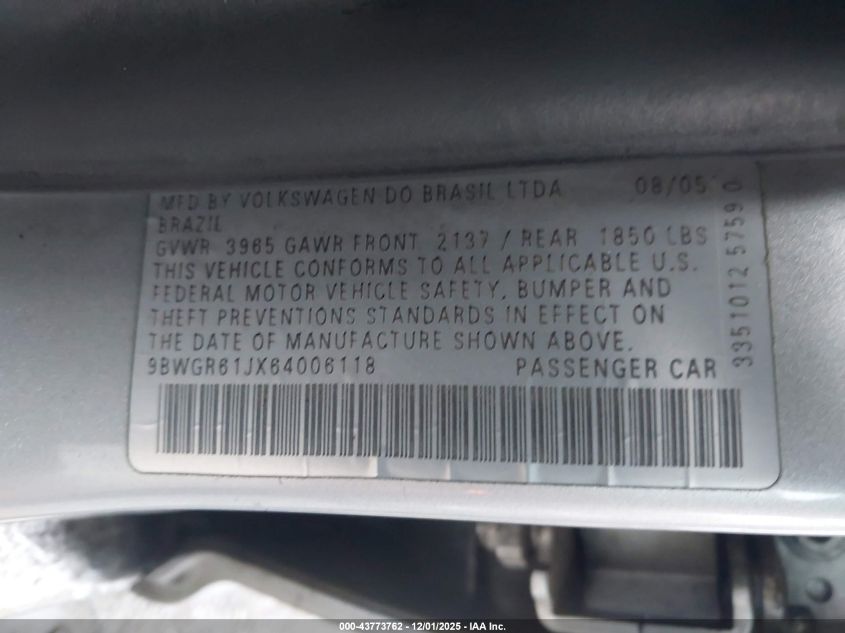 MFD BY VOLKSWAGEN DO BRASIL LTDA 08/05
BRAZIL
GVWR 3965 GAWR FRONT 2137 / REAR 1850 LBS
THIS VEHICLE CONFORMS TO ALL APPLICABLE U.S.
FEDERAL MOTOR VEHICLE SAFETY, BUMPER AND
THEFT PREVENTIONS STANDARDS IN EFFECT ON
THE DATE OF MANUFACTURE SHOWN ABOVE.
9BWGR61JX64006118 PASSENGER CAR
3351012 57590
000-43773762 - 12/01/2025 - IAA Inc.